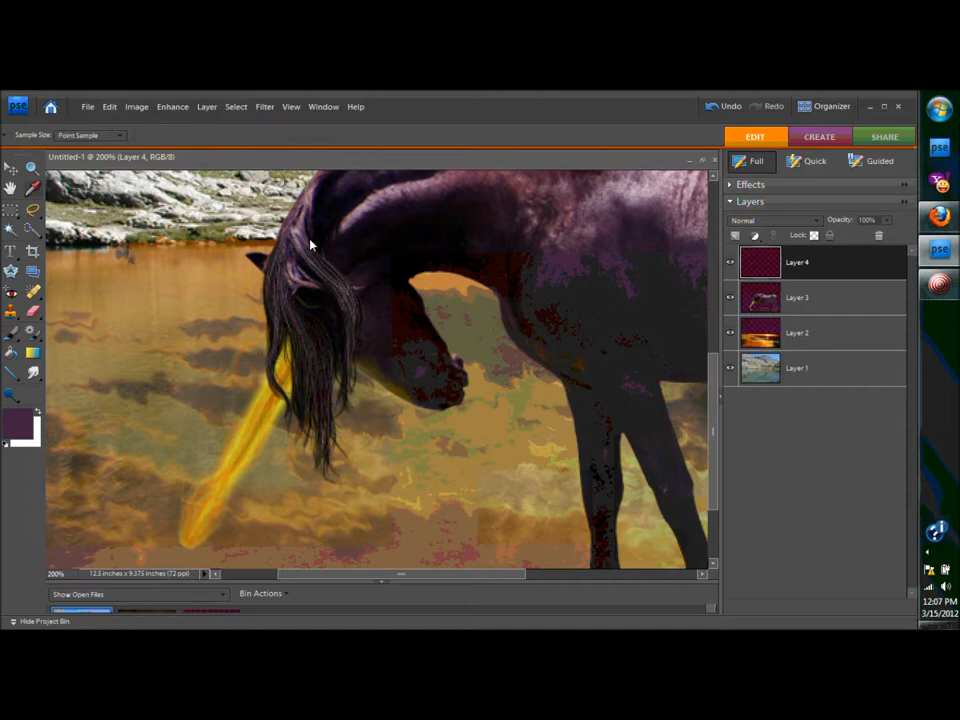 pse File Edit Image Enhance Layer Select Filter View Window Help Undo Redo Organizer
Sample Size: Point Sample EDIT CREATE SHARE
Untitled-1 @ 200% (Layer 4, RGB/8) Full Quick Guided
Effects
Layers
Normal Opacity: 100%
Lock:
Layer 4
Layer 3
Layer 2
Layer 1
T
pse
pse
200% 12.5 inches x 9.375 inches (72 ppi)
Show Open Files Bin Actions
Hide Project Bin
12:07 PM
3/15/2012